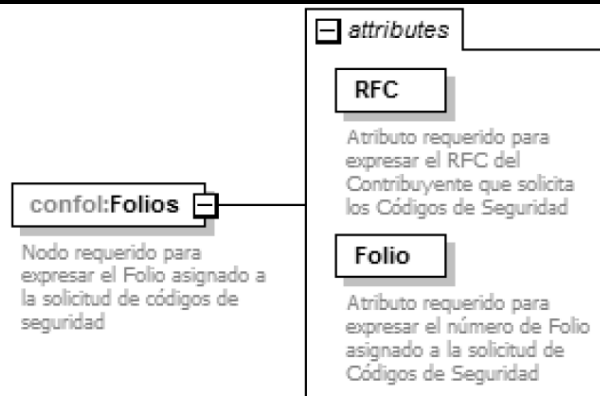 attributes
RFC
Atributo requerido para
expresar el RFC del
Contribuyente que solicita
los Códigos de Seguridad
confol:Folios
Nodo requerido para
expresar el Folio asignado a
la solicitud de códigos de
seguridad
Folio
Atributo requerido para
expresar el número de Folio
asignado a la solicitud de
Códigos de Seguridad